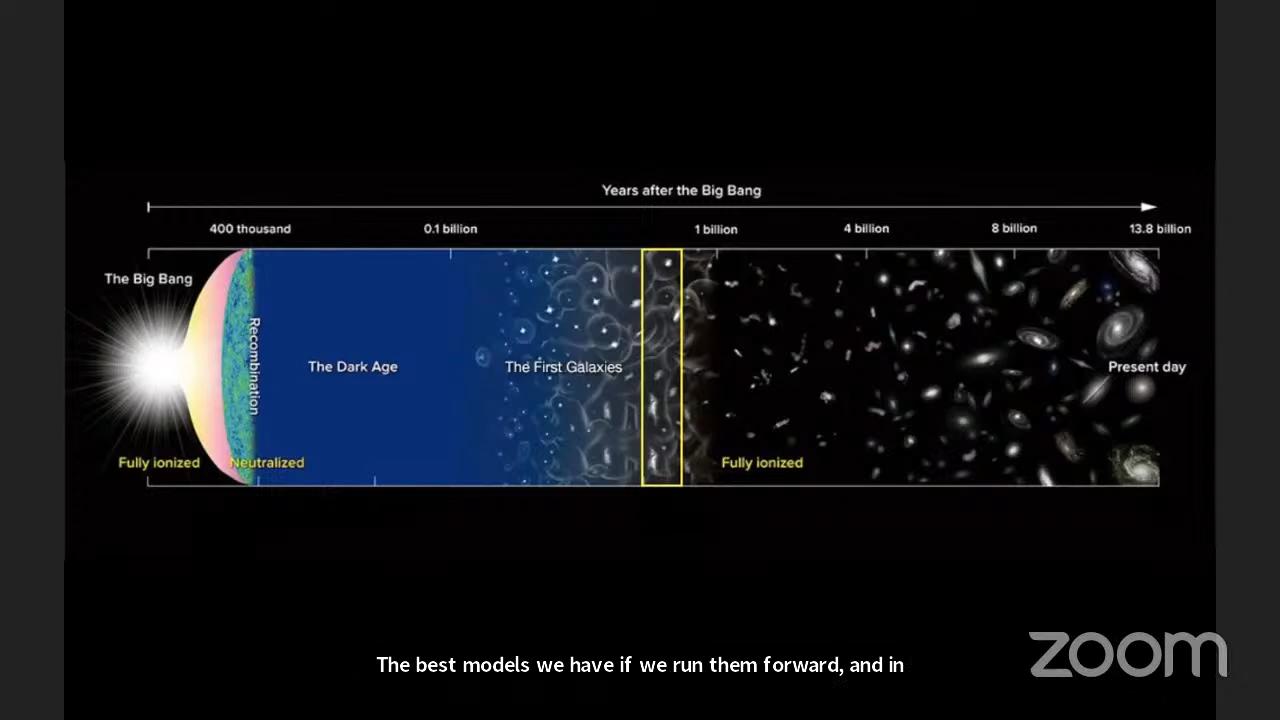 Years after the Big Bang
400 thousand 0.1 billion 1 billion 4 billion 8 billion 13.8 billion
The Big Bang
Recombination
The Dark Age The First Galaxies Present day
Fully ionized Neutralized Fully ionized
The best models we have if we run them forward, and in
zoom